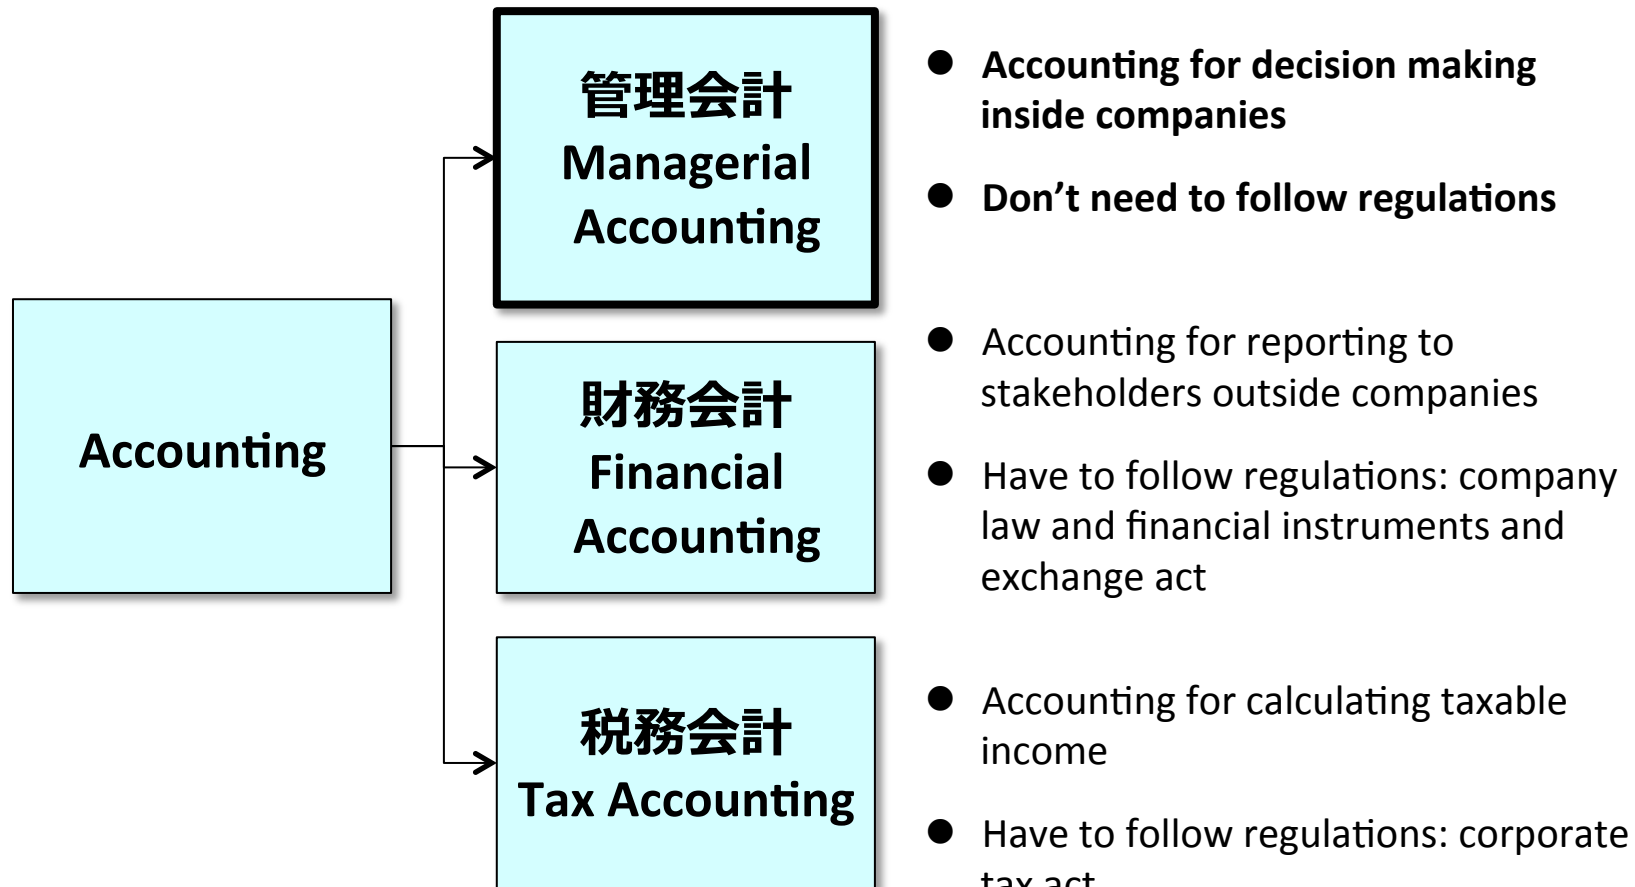 管理会計
Managerial
Accounting
● Accounting for decision making
inside companies
● Don’t need to follow regulations
Accounting
財務会計
Financial
Accounting
● Accounting for reporting to
stakeholders outside companies
● Have to follow regulations: company
law and financial instruments and
exchange act
税務会計
Tax Accounting
● Accounting for calculating taxable
income
● Have to follow regulations: corporate
tax act